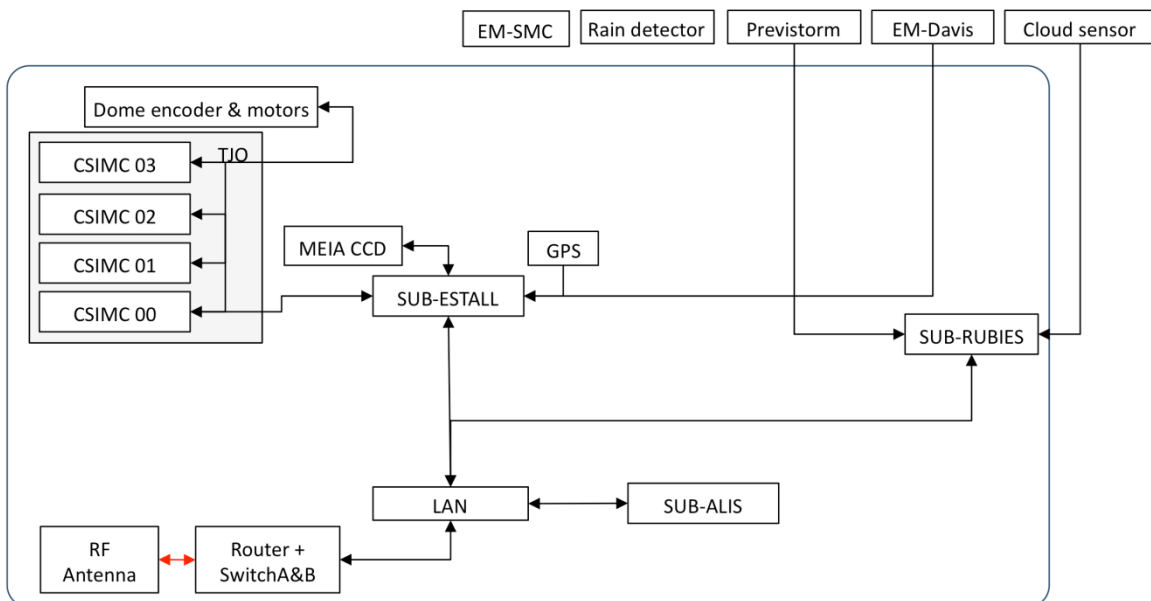 EM-SMC
Rain detector
Previstorm
EM-Davis
Cloud sensor
Dome encoder & motors
TJO
CSIMC 03
CSIMC 02
CSIMC 01
CSIMC 00
MEIA CCD
GPS
SUB-ESTALL
SUB-RUBIES
LAN
SUB-ALIS
RF
Antenna
Router +
SwitchA&B